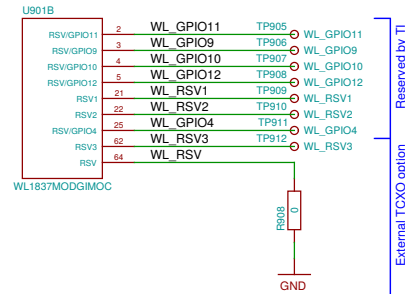 U901B
RSV/GPIO11 2 WL_GPIO11 TP905 WL_GPIO11
RSV/GPIO9 3 WL_GPIO9 TP906 WL_GPIO9
RSV/GPIO10 4 WL_GPIO10 TP907 WL_GPIO10
RSV/GPIO12 5 WL_GPIO12 TP908 WL_GPIO12
RSV1 21 WL_RSV1 TP909 WL_RSV1
RSV2 22 WL_RSV2 TP910 WL_RSV2
RSV/GPIO4 25 WL_GPIO4 TP911 WL_GPIO4
RSV3 62 WL_RSV3 TP912 WL_RSV3
RSV 64 WL_RSV
WL1837MODGIMOC
R908
0
GND
Reserved by TI
External TCXO option